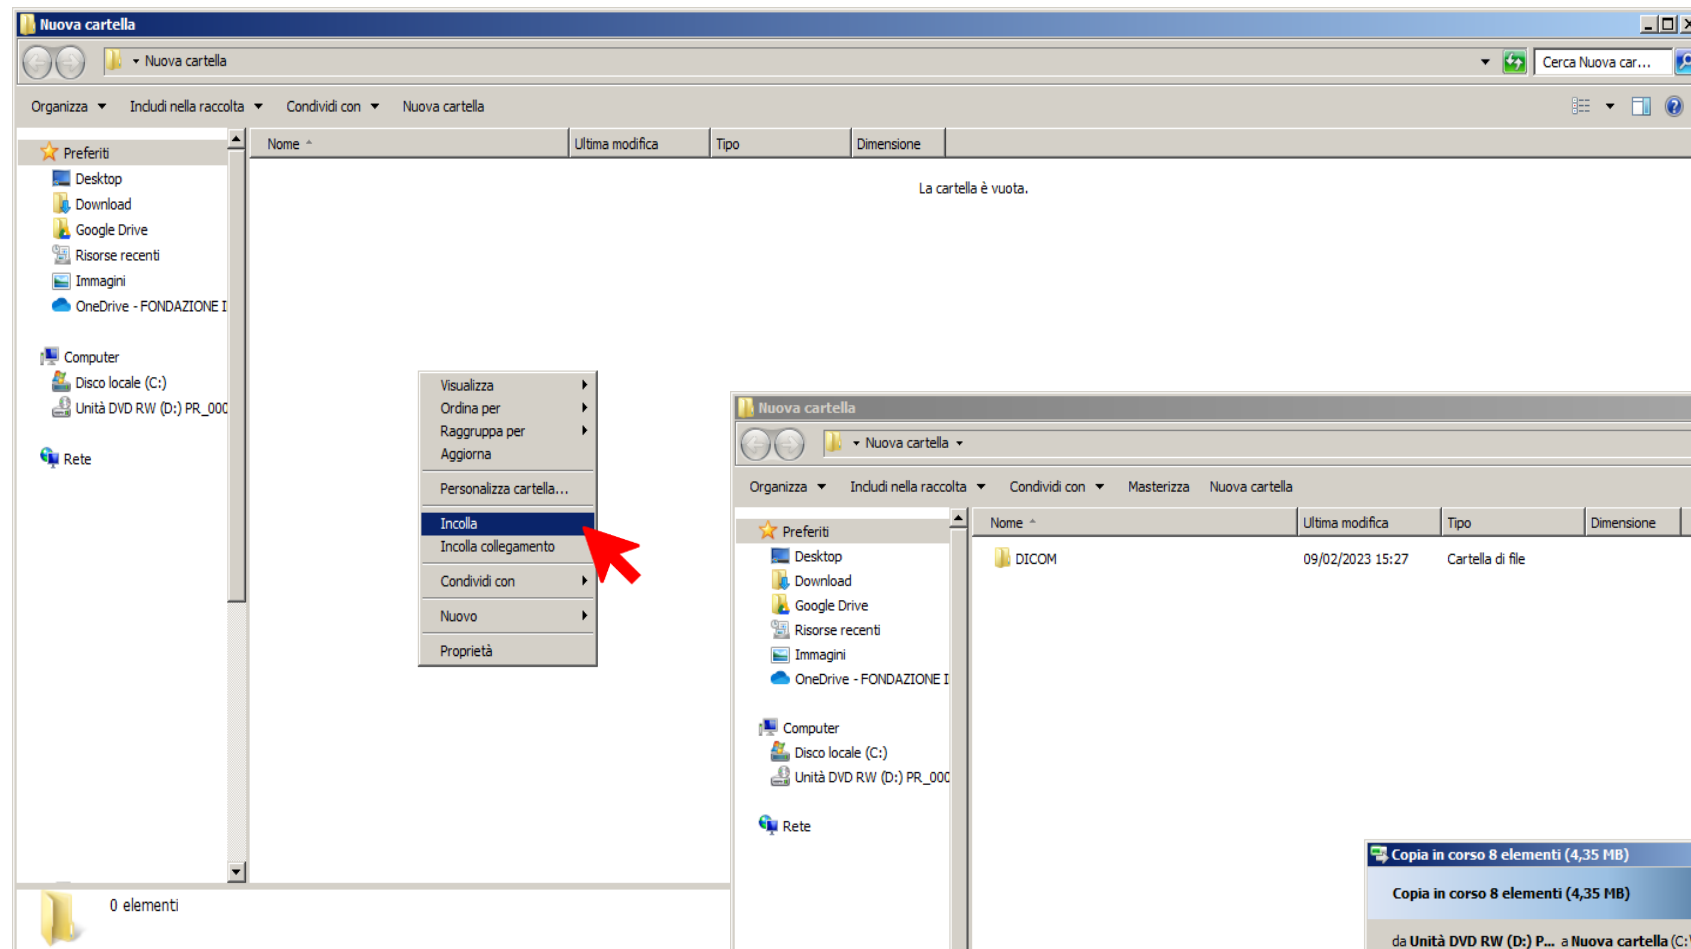 Nuova cartella
Nuova cartella
Cerca Nuova car...
Organizza Includi nella raccolta Condividi con Nuova cartella
Nome Ultima modifica Tipo Dimensione
La cartella è vuota.
Preferiti
Desktop
Download
Google Drive
Risorse recenti
Immagini
OneDrive - FONDAZIONE I
Computer
Disco locale (C:)
Unità DVD RW (D:) PR_000
Rete
0 elementi
Visualizza
Ordina per
Raggruppa per
Aggiorna
Personalizza cartella...
Incolla
Incolla collegamento
Condividi con
Nuovo
Proprietà
Nuova cartella
Nuova cartella
Organizza Includi nella raccolta Condividi con Masterizza Nuova cartella
Nome Ultima modifica Tipo Dimensione
DICOM 09/02/2023 15:27 Cartella di file
Preferiti
Desktop
Download
Google Drive
Risorse recenti
Immagini
OneDrive - FONDAZIONE I
Computer
Disco locale (C:)
Unità DVD RW (D:) PR_000
Rete
Copia in corso 8 elementi (4,35 MB)
Copia in corso 8 elementi (4,35 MB)
da Unità DVD RW (D:) P... a Nuova cartella (C:\